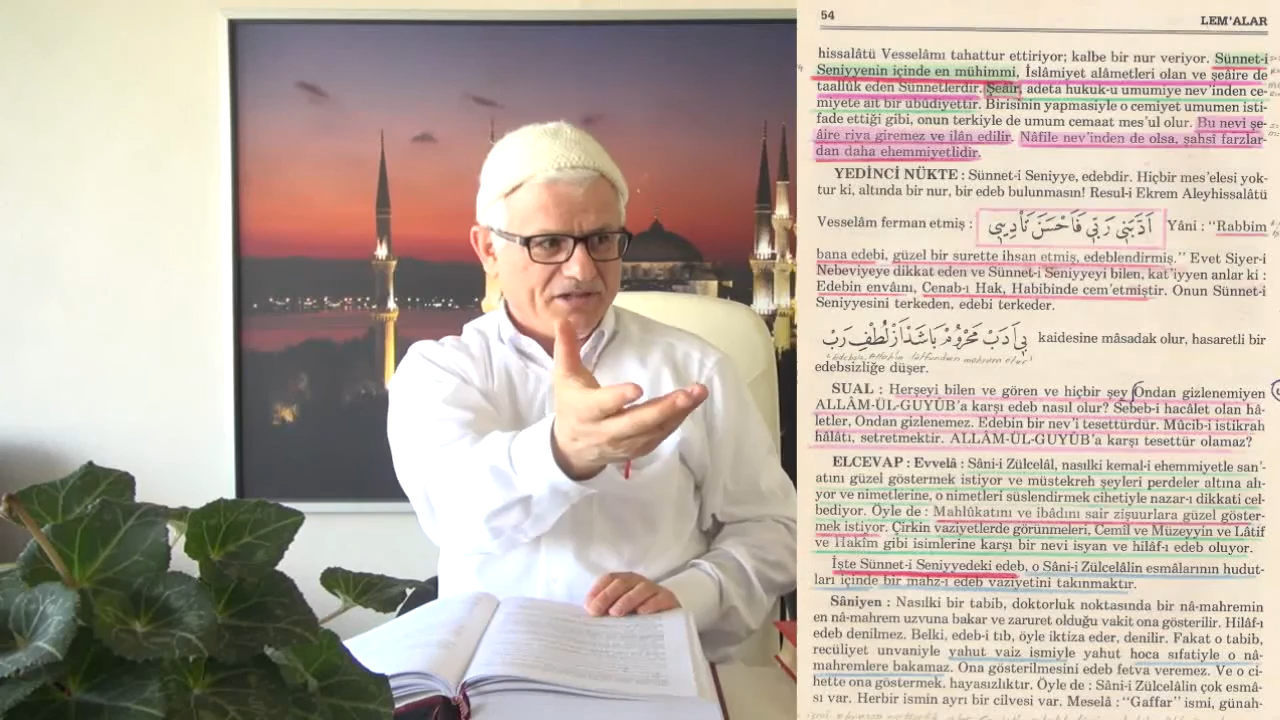 54
LEM'ALAR
hissalâtü Vesselâmı tahattur ettiriyor; kalbe bir nur veriyor. Sünnet-i
Seniyyenin içinde en mühimmi, İslâmiyet alâmetleri olan ve şeâire de
taallûk eden Sünnetlerdir. Şeâir, adeta hukuk-u umumiye nev'inden ce-
miyete ait bir ubûdiyettir. Birisinin yapmasiyle o cemiyet umumen isti-
fade ettiği gibi, onun terkiyle de umum cemaat mes'ul olur. Bu nevi şe-
âire riya giremez ve ilân edilir. Nâfile nev'inden de olsa, şahsî farzlar-
dan daha ehemmiyetlidir.
YEDİNCİ NÜKTE : Sünnet-i Seniyye, edebdir. Hiçbir mes'elesi yok-
tur ki, altında bir nur, bir edeb bulunmasın! Resul-i Ekrem Aleyhissalâtü
Vesselâm ferman etmiş : اَدَّبَنِى رَبِّى فَاَحْسَنَ تَاْدِيبِى Yâni : "Rabbim
bana edebi, güzel bir surette ihsan etmiş, edeblendirmiş." Evet Siyer-i
Nebeviyeye dikkat eden ve Sünnet-i Seniyyeyi bilen, kat'iyyen anlar ki :
Edebin envâını, Cenab-ı Hak, Habibinde cem'etmiştir. Onun Sünnet-i
Seniyyesini terkeden, edebi terkeder.
بِى اَدَبْ مَحْرُومْ بَاشَدْ اَزْ لُطْفِ رَبْ kaidesine mâsadak olur, hasaretli bir
edebsizliğe düşer.
SUAL : Herşeyi bilen ve gören ve hiçbir şey Ondan gizlenemiyen
ALLÂM-ÜL-GUYÛB'a karşı edeb nasıl olur? Sebeb-i hacâlet olan hâ-
letler, Ondan gizlenemez. Edebin bir nev'i tesettürdür. Mûcib-i istikrah
hâlâtı, setretmektir. ALLÂM-ÜL-GUYÛB'a karşı tesettür olamaz?
ELCEVAP : Evvelâ : Sâni-i Zülcelâl, nasılki kemal-i ehemmiyetle san'-
atını güzel göstermek istiyor ve müstekreh şeyleri perdeler altına alı-
yor ve nimetlerine, o nimetleri süslendirmek cihetiyle nazar-ı dikkati cel-
bediyor. Öyle de : Mahlûkatını ve ibâdını sair zişuurlara güzel göster-
mek istiyor. Çirkin vaziyetlerde görünmeleri, Cemîl ve Müzeyyin ve Lâtif
ve Hakîm gibi isimlerine karşı bir nevi isyan ve hilâf-ı edeb oluyor.
İşte Sünnet-i Seniyyedeki edeb, o Sâni-i Zülcelâlin esmâlarının hudut-
ları içinde bir mahz-ı edeb vaziyetini takınmaktır.
Sâniyen : Nasılki bir tabib, doktorluk noktasında bir nâ-mahremin
en nâ-mahrem uzvuna bakar ve zaruret olduğu vakit ona gösterilir. Hilâf-ı
edeb denilmez. Belki, edeb-i tıb, öyle iktiza eder, denilir. Fakat o tabib,
recüliyet unvaniyle yahut vaiz ismiyle yahut hoca sıfatiyle o nâ-
mahremlere bakamaz. Ona gösterilmesini edeb fetva veremez. Ve o ci-
hette ona göstermek. hayasızlıktır. Öyle de : Sâni-i Zülcelâlin çok esmâ-
sı var. Herbir ismin ayrı bir cilvesi var. Meselâ : "Gaffar" ismi, günah-